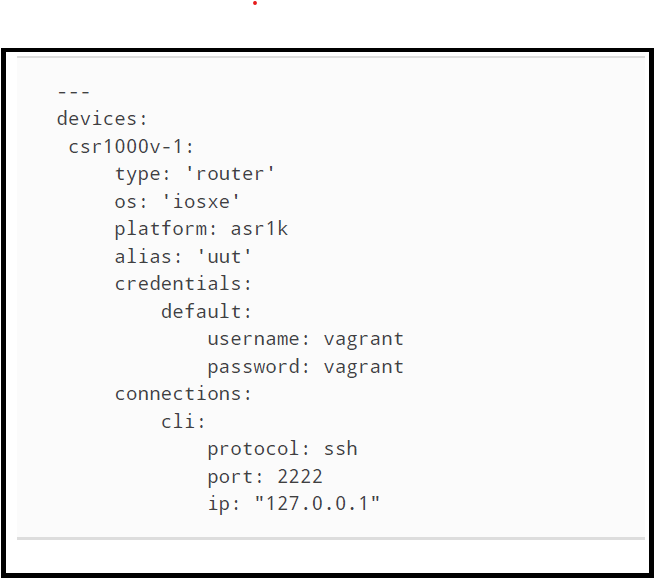 ---
devices:
 csr1000v-1:
     type: 'router'
     os: 'iosxe'
     platform: asr1k
     alias: 'uut'
     credentials:
         default:
             username: vagrant
             password: vagrant
     connections:
         cli:
             protocol: ssh
             port: 2222
             ip: "127.0.0.1"